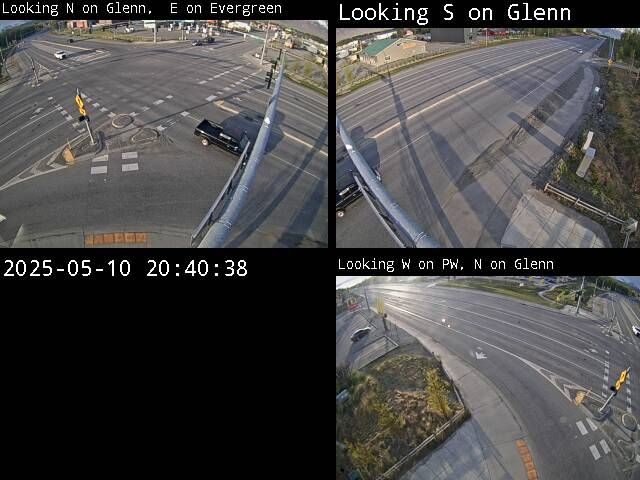 Looking N on Glenn,  E on Evergreen
Looking S on Glenn
2025-05-10 20:40:38
Looking W on PW, N on Glenn